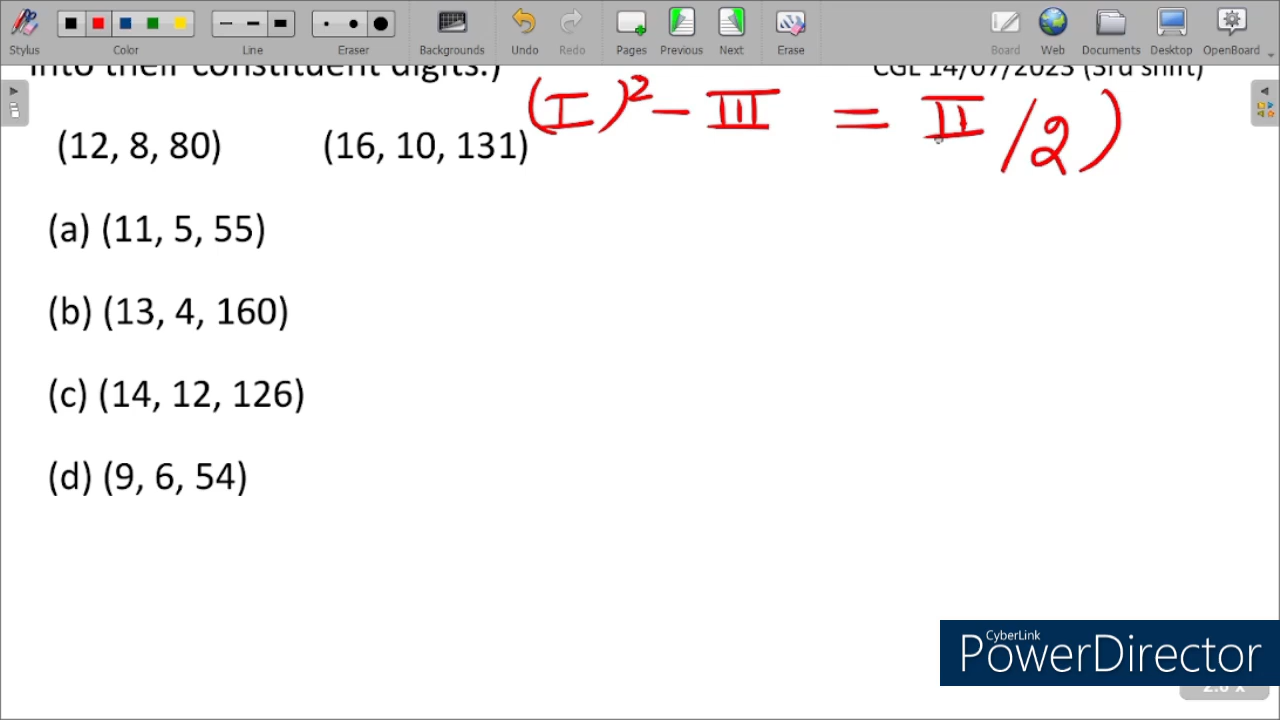 Stylus Color Line Eraser Backgrounds Undo Redo Pages Previous Next Erase Board Web Documents Desktop OpenBoard
into their constituent digits.) CGL 14/07/2023 (3rd shift)
(I)² – III = II /2)
(12, 8, 80) (16, 10, 131)
(a) (11, 5, 55)
(b) (13, 4, 160)
(c) (14, 12, 126)
(d) (9, 6, 54)
CyberLink
PowerDirector
2.0 x